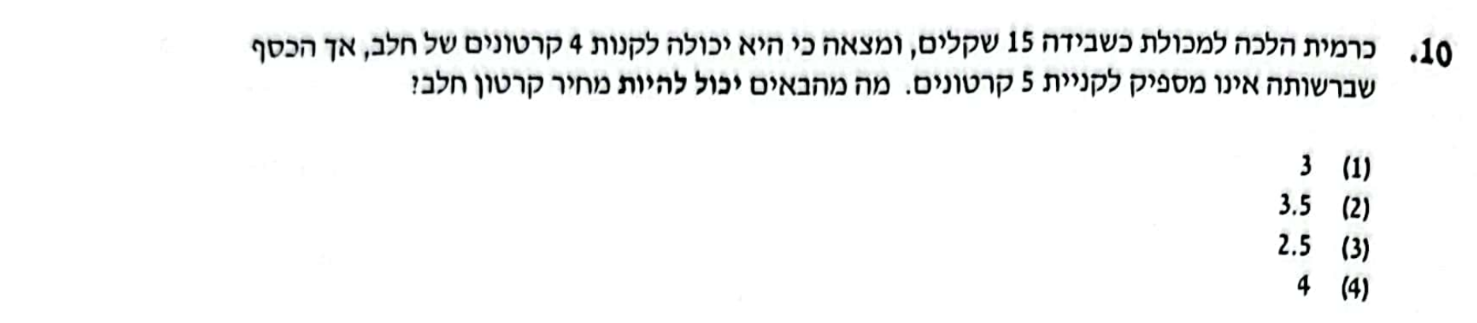 10. כרמית הלכה למכולת כשבידה 15 שקלים, ומצאה כי היא יכולה לקנות 4 קרטונים של חלב, אך הכסף
שברשותה אינו מספיק לקניית 5 קרטונים. מה מהבאים יכול להיות מחיר קרטון חלב?
(1) 3
(2) 3.5
(3) 2.5
(4) 4